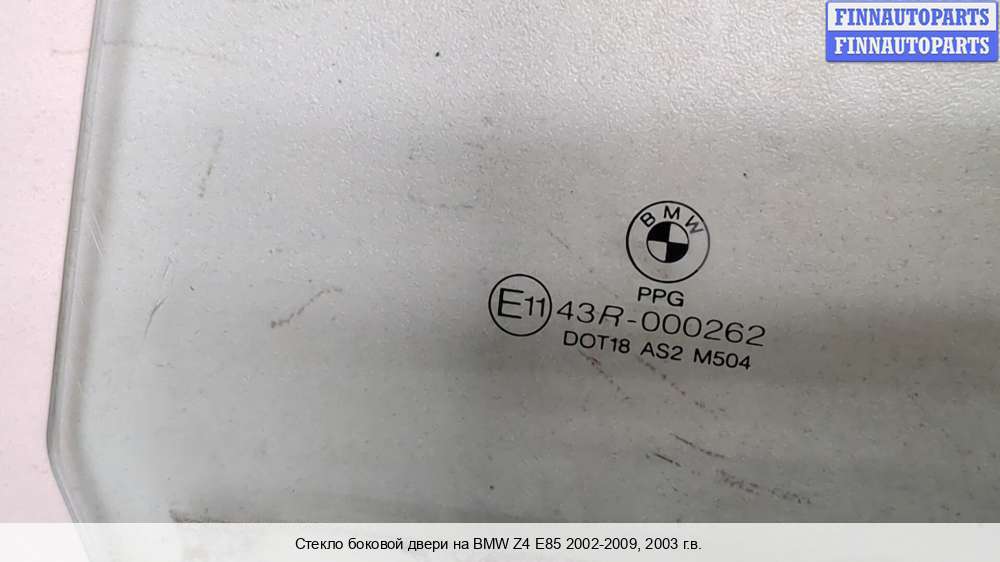 FINNAUTOPARTS
FINNAUTOPARTS
BMW
PPG
E11 43R-000262
DOT18 AS2 M504
Стекло боковой двери на BMW Z4 E85 2002-2009, 2003 г.в.